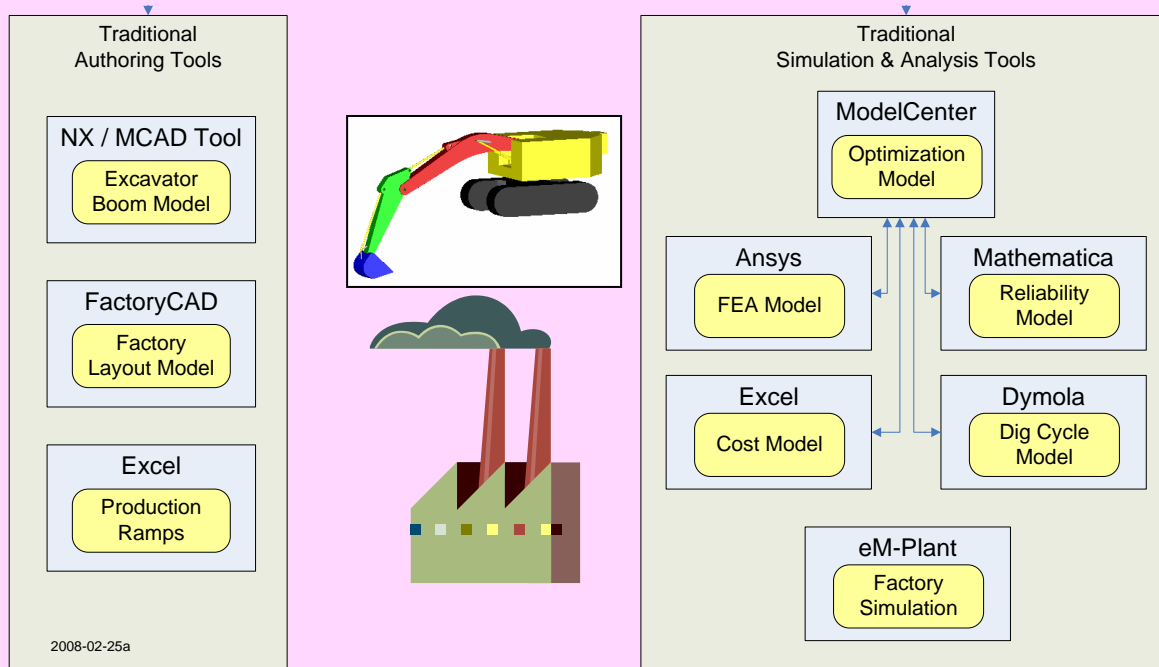 Traditional
Authoring Tools
NX / MCAD Tool
Excavator
Boom Model
FactoryCAD
Factory
Layout Model
Excel
Production
Ramps
2008-02-25a
Traditional
Simulation & Analysis Tools
ModelCenter
Optimization
Model
Ansys
FEA Model
Mathematica
Reliability
Model
Excel
Cost Model
Dymola
Dig Cycle
Model
eM-Plant
Factory
Simulation